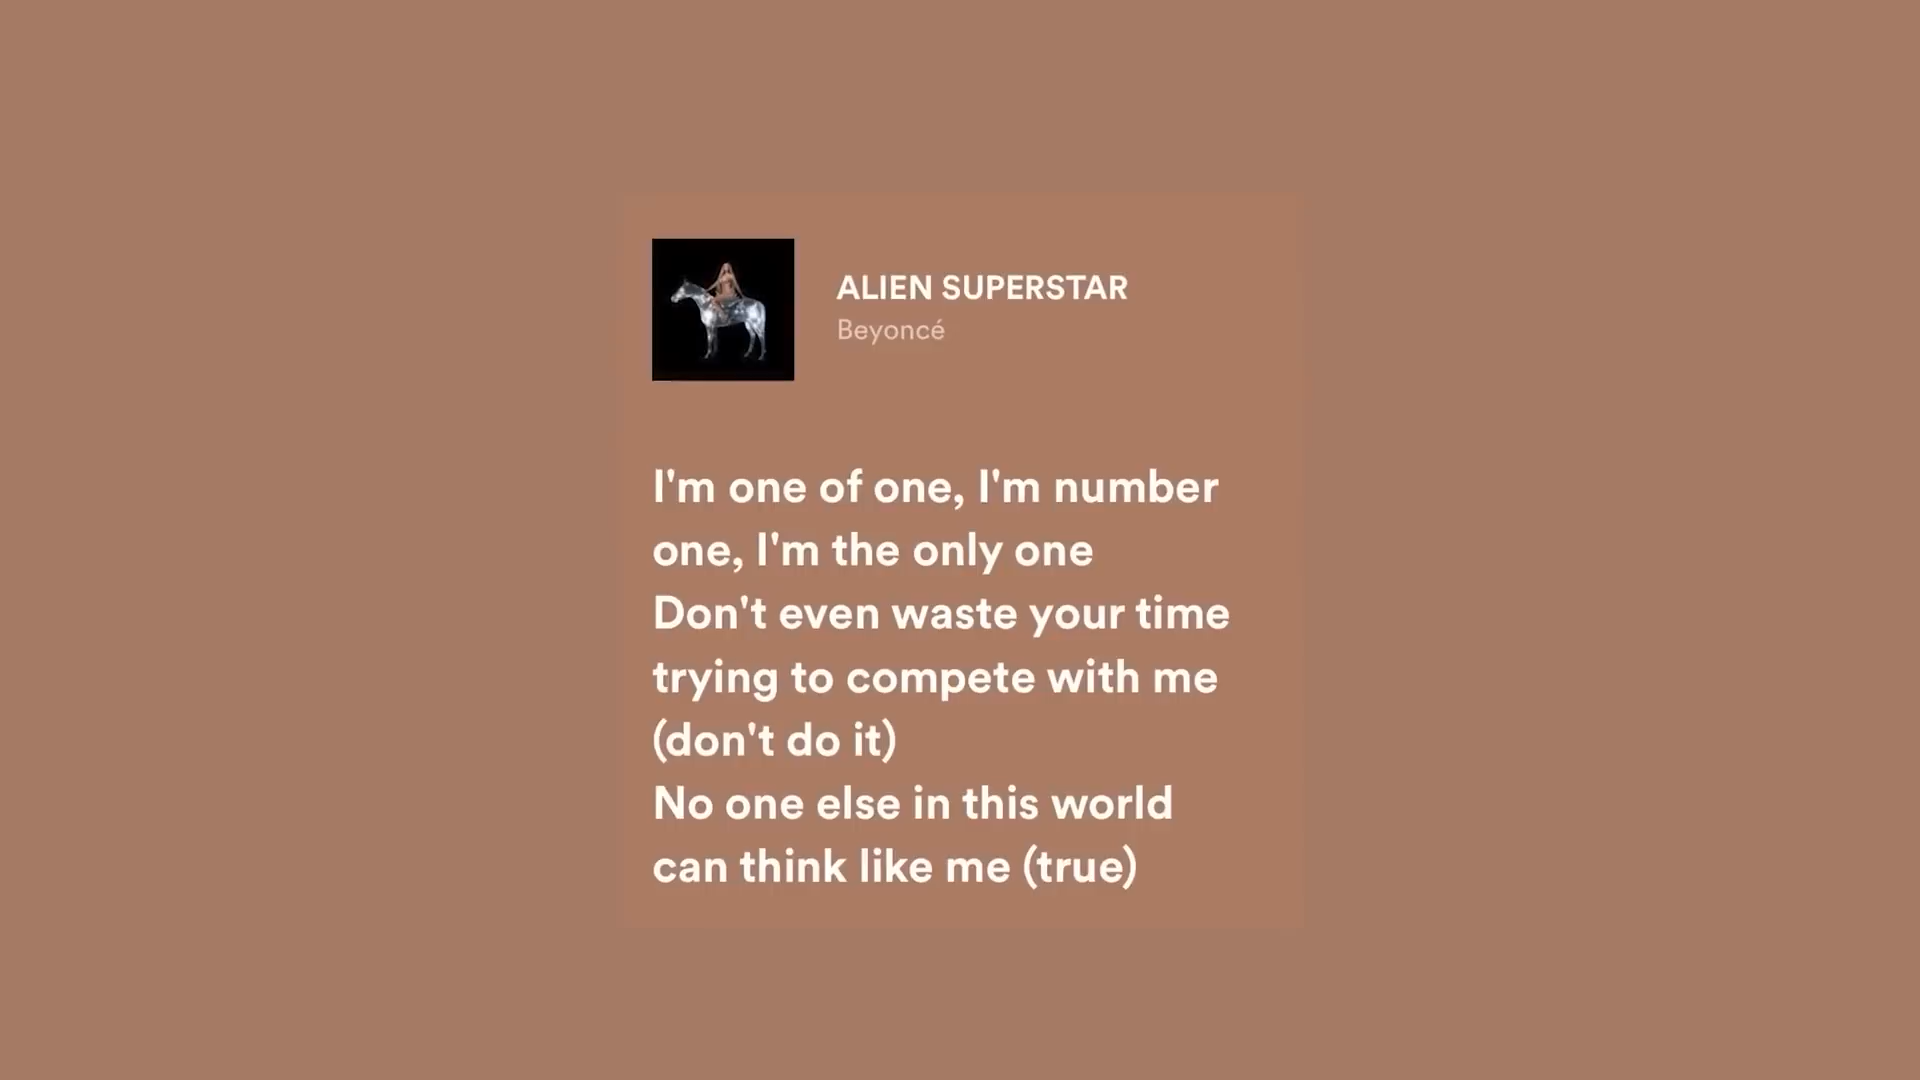 ALIEN SUPERSTAR
Beyoncé
I'm one of one, I'm number
one, I'm the only one
Don't even waste your time
trying to compete with me
(don't do it)
No one else in this world
can think like me (true)